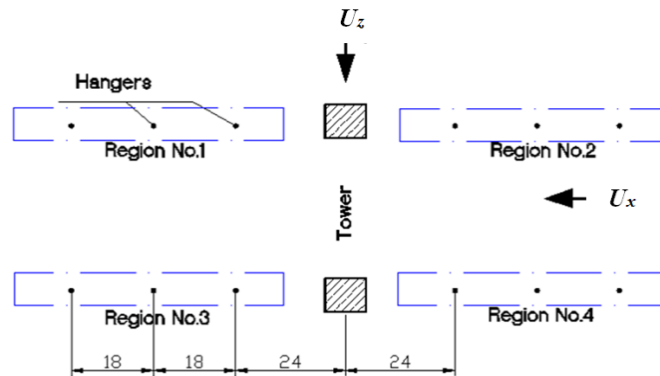 Uz
Hangers
Region No.1
Region No.2
Tower
Ux
Region No.3
Region No.4
18
18
24
24